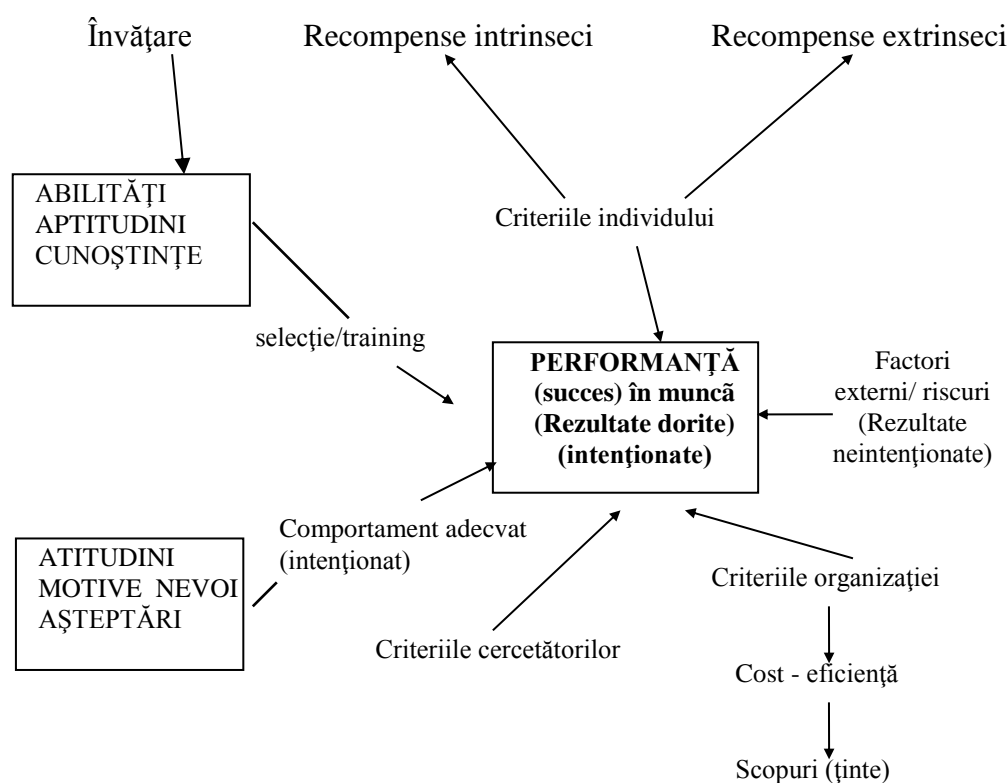 Învăţare
Recompense intrinseci
Recompense extrinseci
ABILITĂŢI
APTITUDINI
CUNOŞTINŢE
Criteriile individului
selecţie/training
PERFORMANŢĂ
(succes) în muncã
(Rezultate dorite)
(intenţionate)
Factori
externi/ riscuri
(Rezultate
neintenţionate)
Comportament adecvat
(intenţionat)
ATITUDINI
MOTIVE NEVOI
AŞTEPTĂRI
Criteriile cercetătorilor
Criteriile organizaţiei
Cost - eficienţă
Scopuri (ţinte)